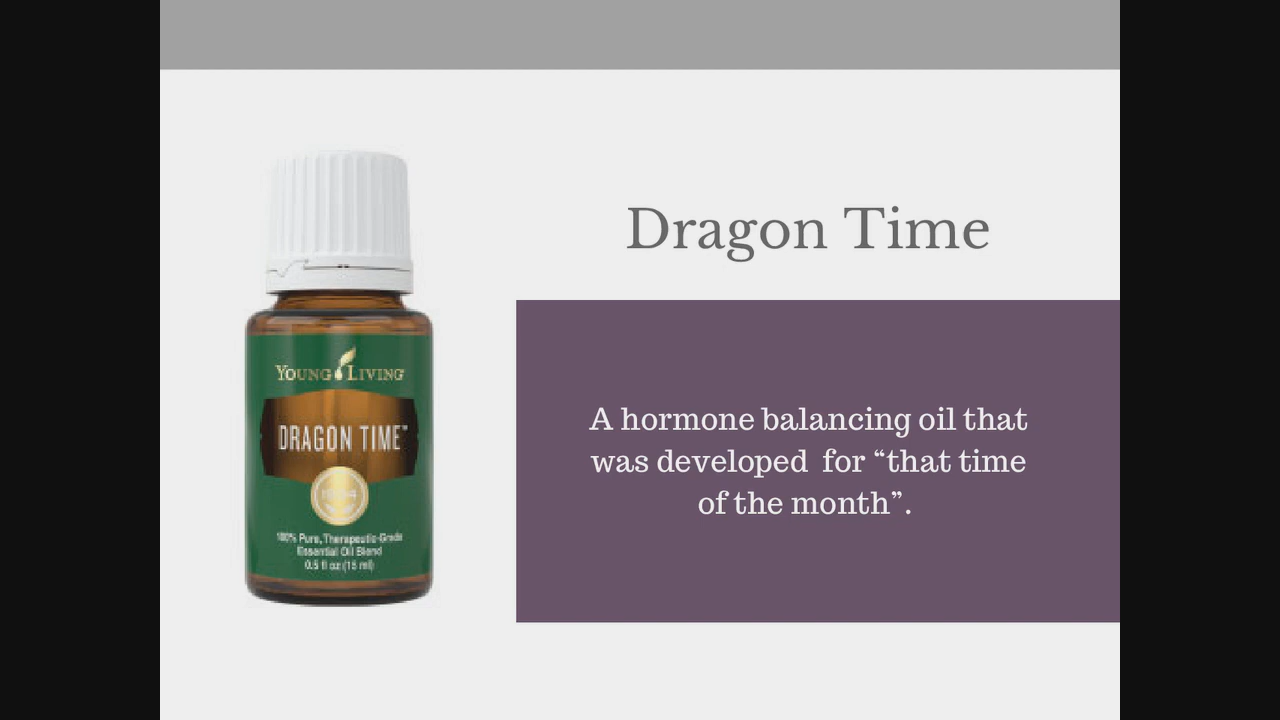 Dragon Time
A hormone balancing oil that
was developed  for “that time
of the month”.
YOUNG LIVING
DRAGON TIME™
100% Pure, Therapeutic-Grade
Essential Oil Blend
0.5 fl oz (15 ml)